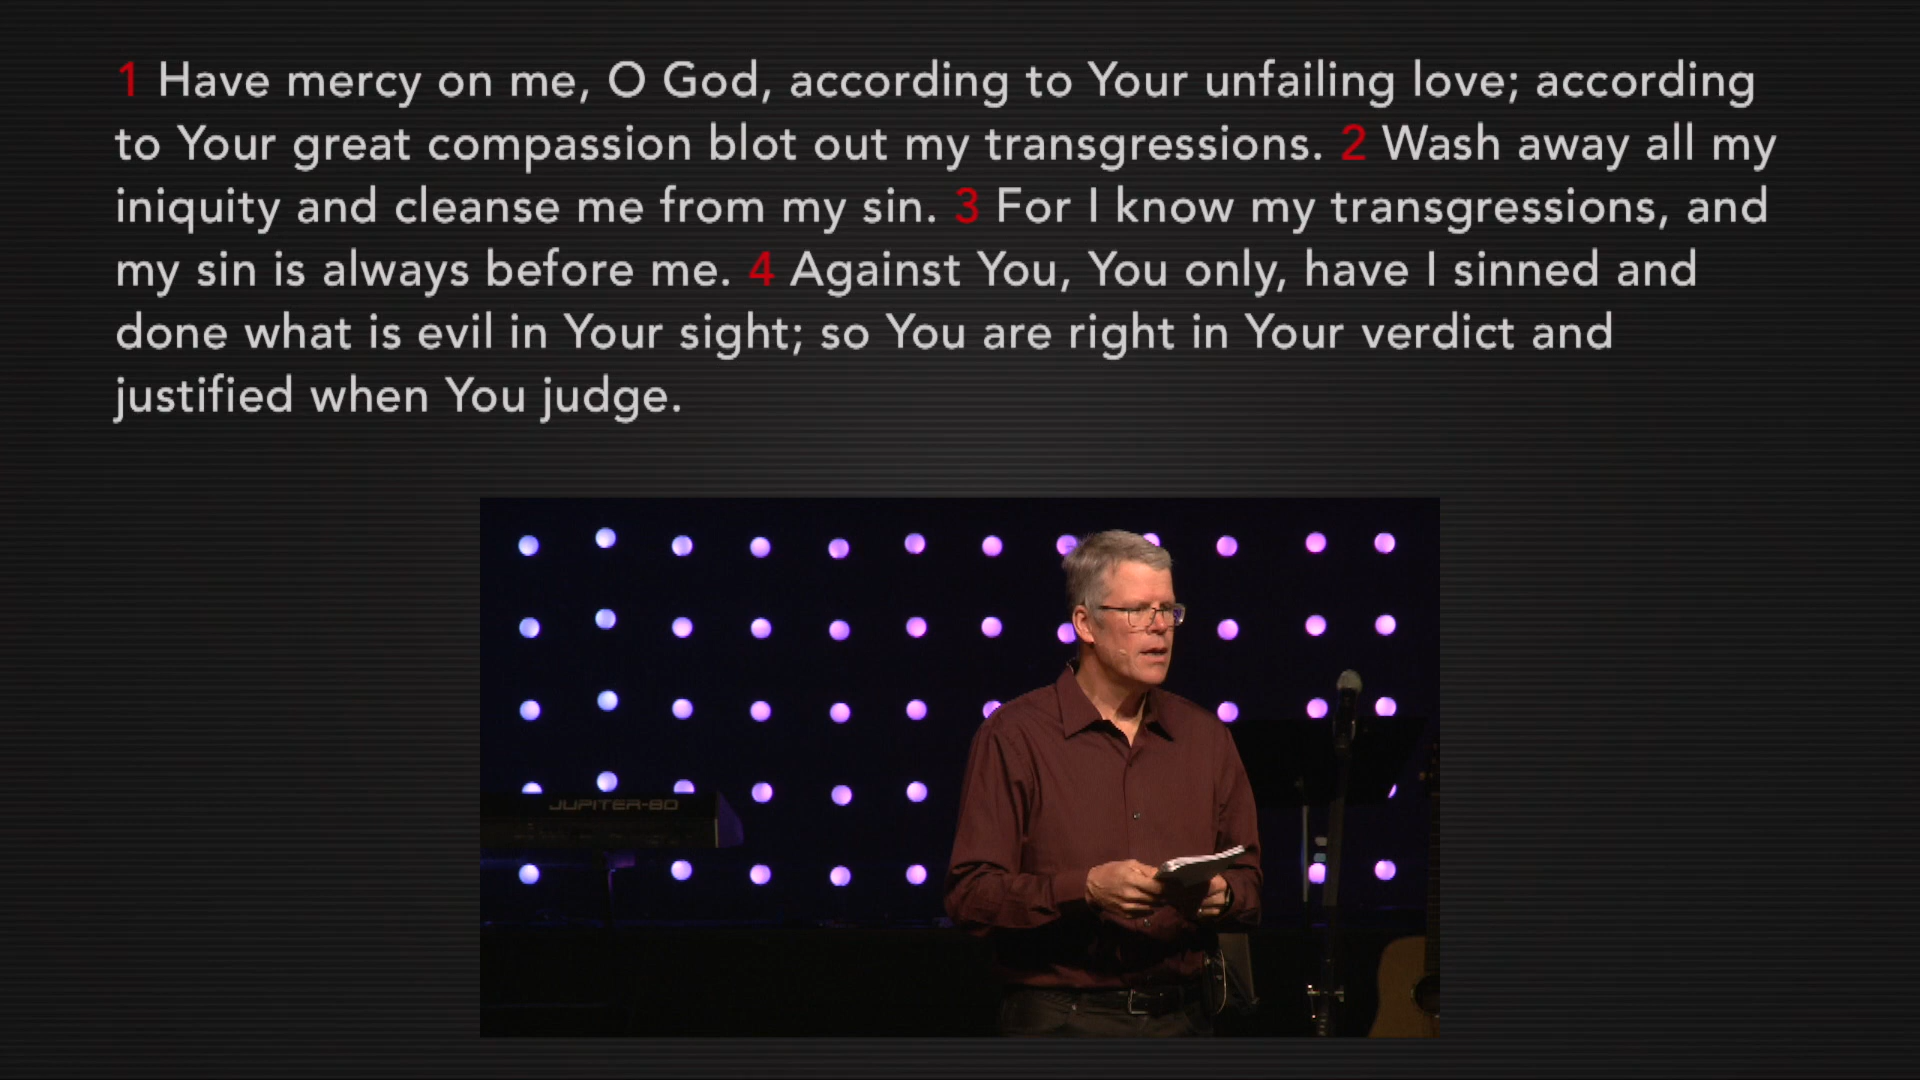 1 Have mercy on me, O God, according to Your unfailing love; according
to Your great compassion blot out my transgressions. 2 Wash away all my
iniquity and cleanse me from my sin. 3 For I know my transgressions, and
my sin is always before me. 4 Against You, You only, have I sinned and
done what is evil in Your sight; so You are right in Your verdict and
justified when You judge.
JUPITER-80